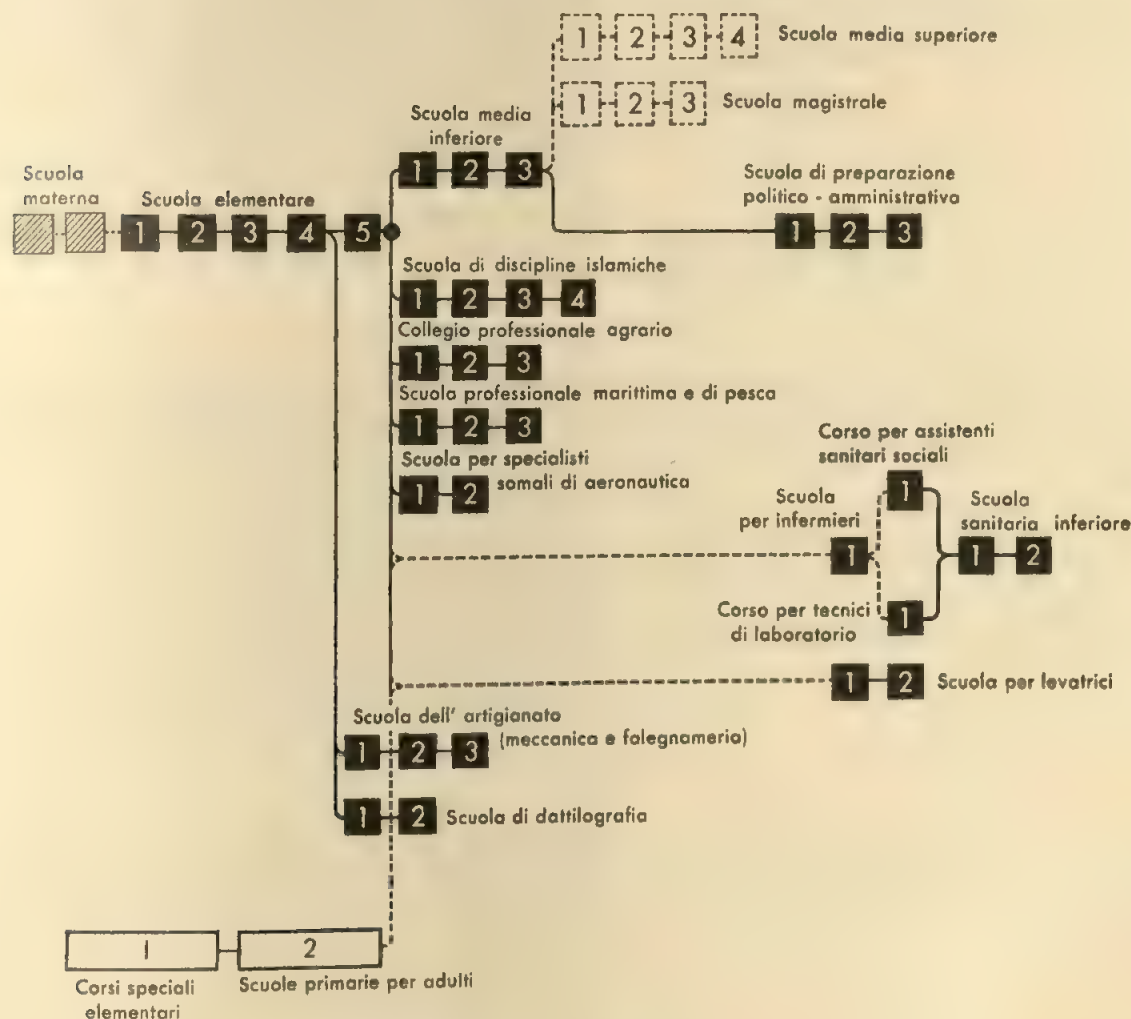 1 2 3 4 Scuola media superiore
1 2 3 Scuola magistrale
Scuola media
inferiore
1 2 3
Scuola
materna
Scuola elementare
1 2 3 4 5
Scuola di preparazione
politico - amministrativa
1 2 3
Scuola di discipline islamiche
1 2 3 4
Collegio professionale agrario
1 2 3
Scuola professionale marittima e di pesca
1 2 3
Scuola per specialisti
somali di aeronautica
1 2
Corso per assistenti
sanitari sociali
1
Scuola
per infermieri
1
Scuola
sanitaria inferiore
1 2
Corso per tecnici
di laboratorio
1
1 2 Scuola per levatrici
Scuola dell' artigianato
(meccanica e falegnameria)
1 2 3
1 2 Scuola di dattilografia
1 2
Corsi speciali
elementari
Scuole primarie per adulti